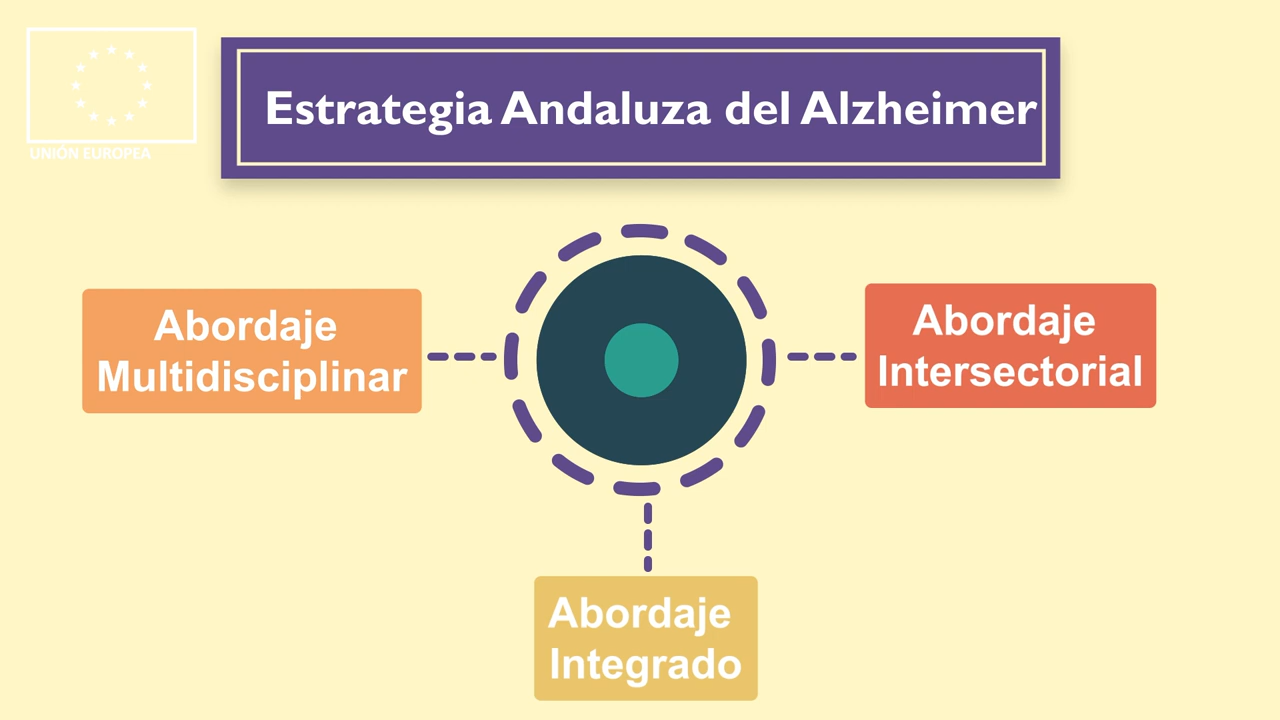 UNIÓN EUROPEA
Estrategia Andaluza del Alzheimer
Abordaje
Multidisciplinar
Abordaje
Intersectorial
Abordaje
Integrado